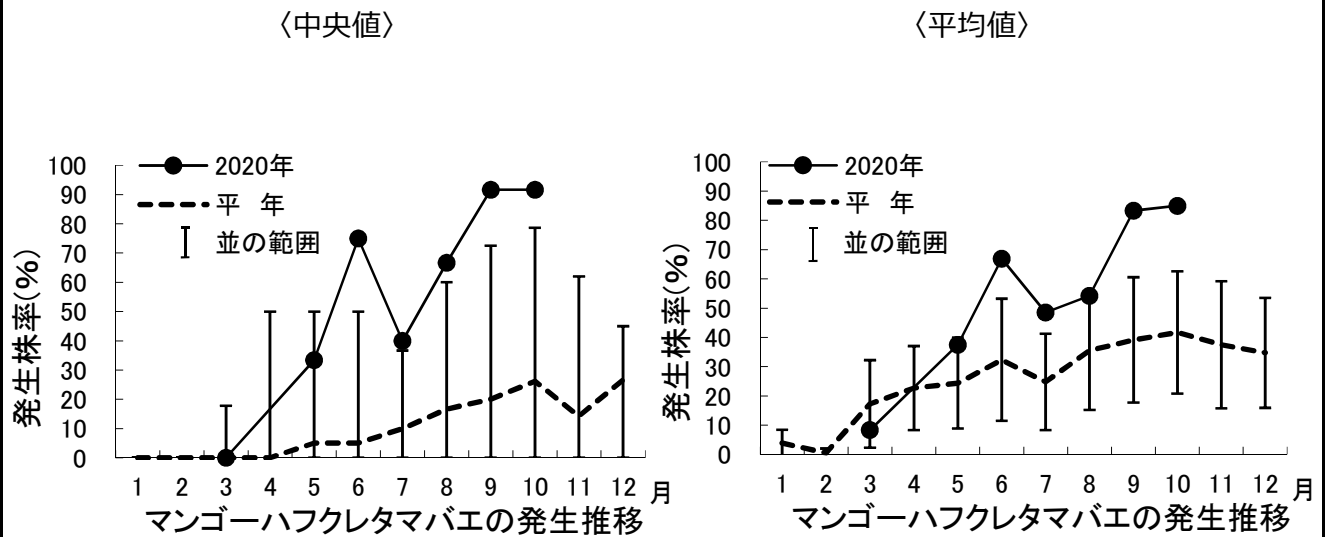 〈中央値〉
100
90
80
70
60
50
40
30
20
10
0
発生株率(%)
2020年
平 年
並の範囲
1 2 3 4 5 6 7 8 9 10 11 12 月
マンゴーハフクレタマバエの発生推移
〈平均値〉
100
90
80
70
60
50
40
30
20
10
0
発生株率(%)
2020年
平 年
並の範囲
1 2 3 4 5 6 7 8 9 10 11 12 月
マンゴーハフクレタマバエの発生推移